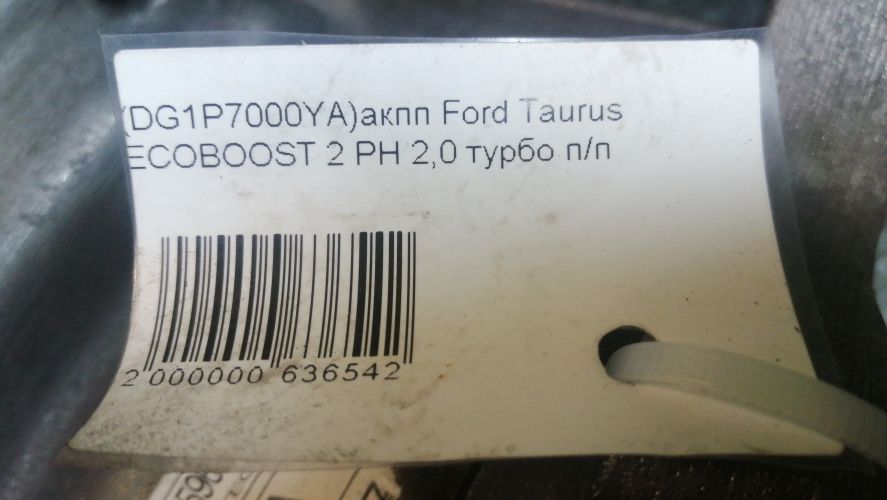 (DG1P7000YA)акпп Ford Taurus
ECOBOOST 2 PH 2,0 турбо п/п
2 000000 636542